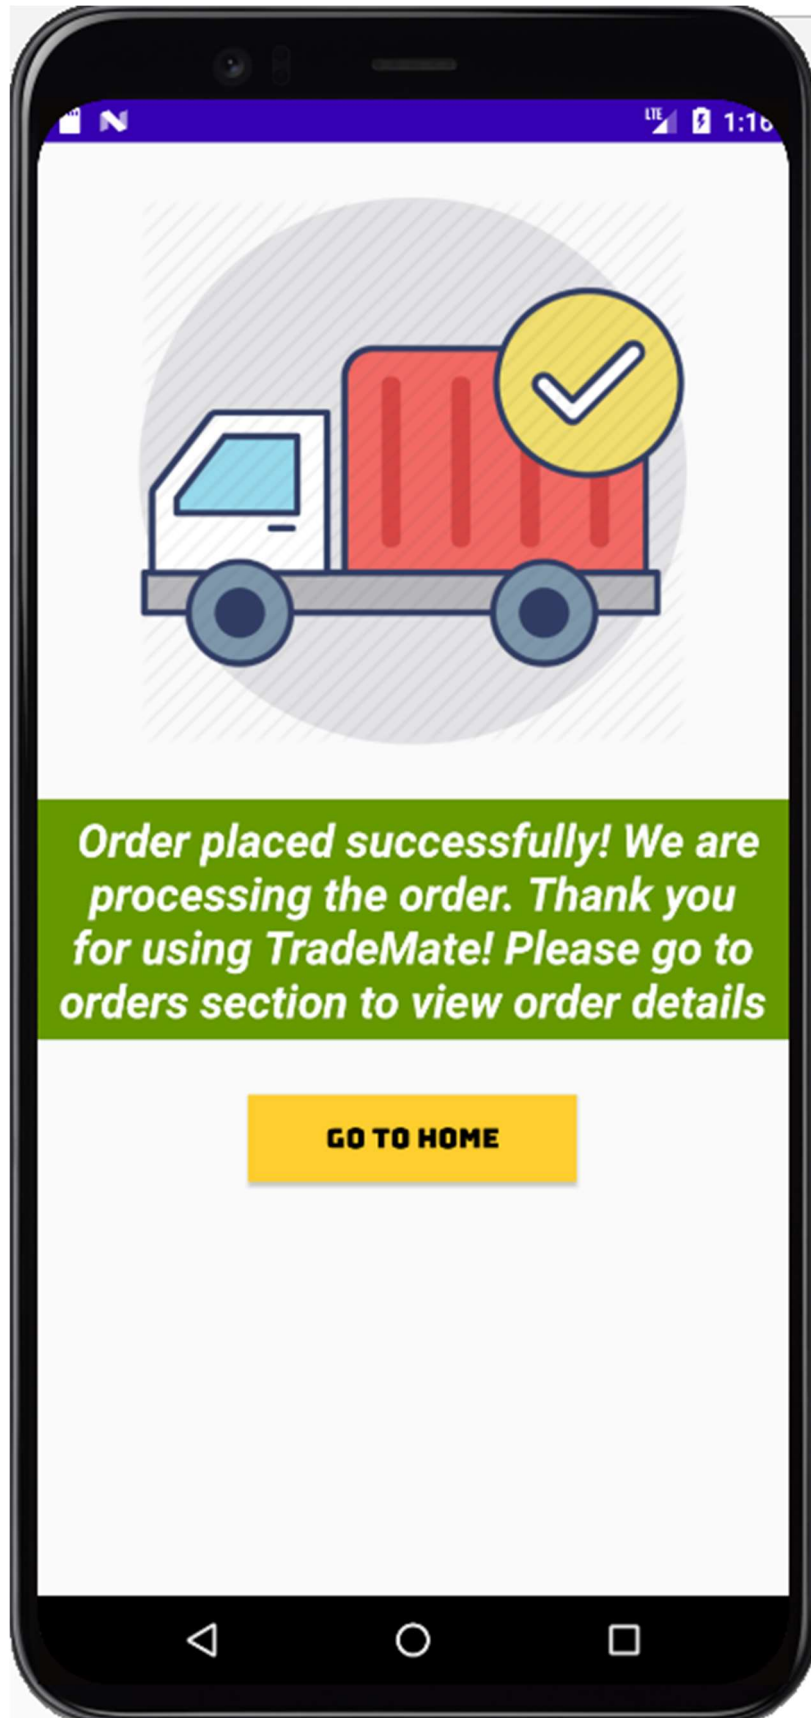 LTE 1:16
Order placed successfully! We are
processing the order. Thank you
for using TradeMate! Please go to
orders section to view order details
GO TO HOME